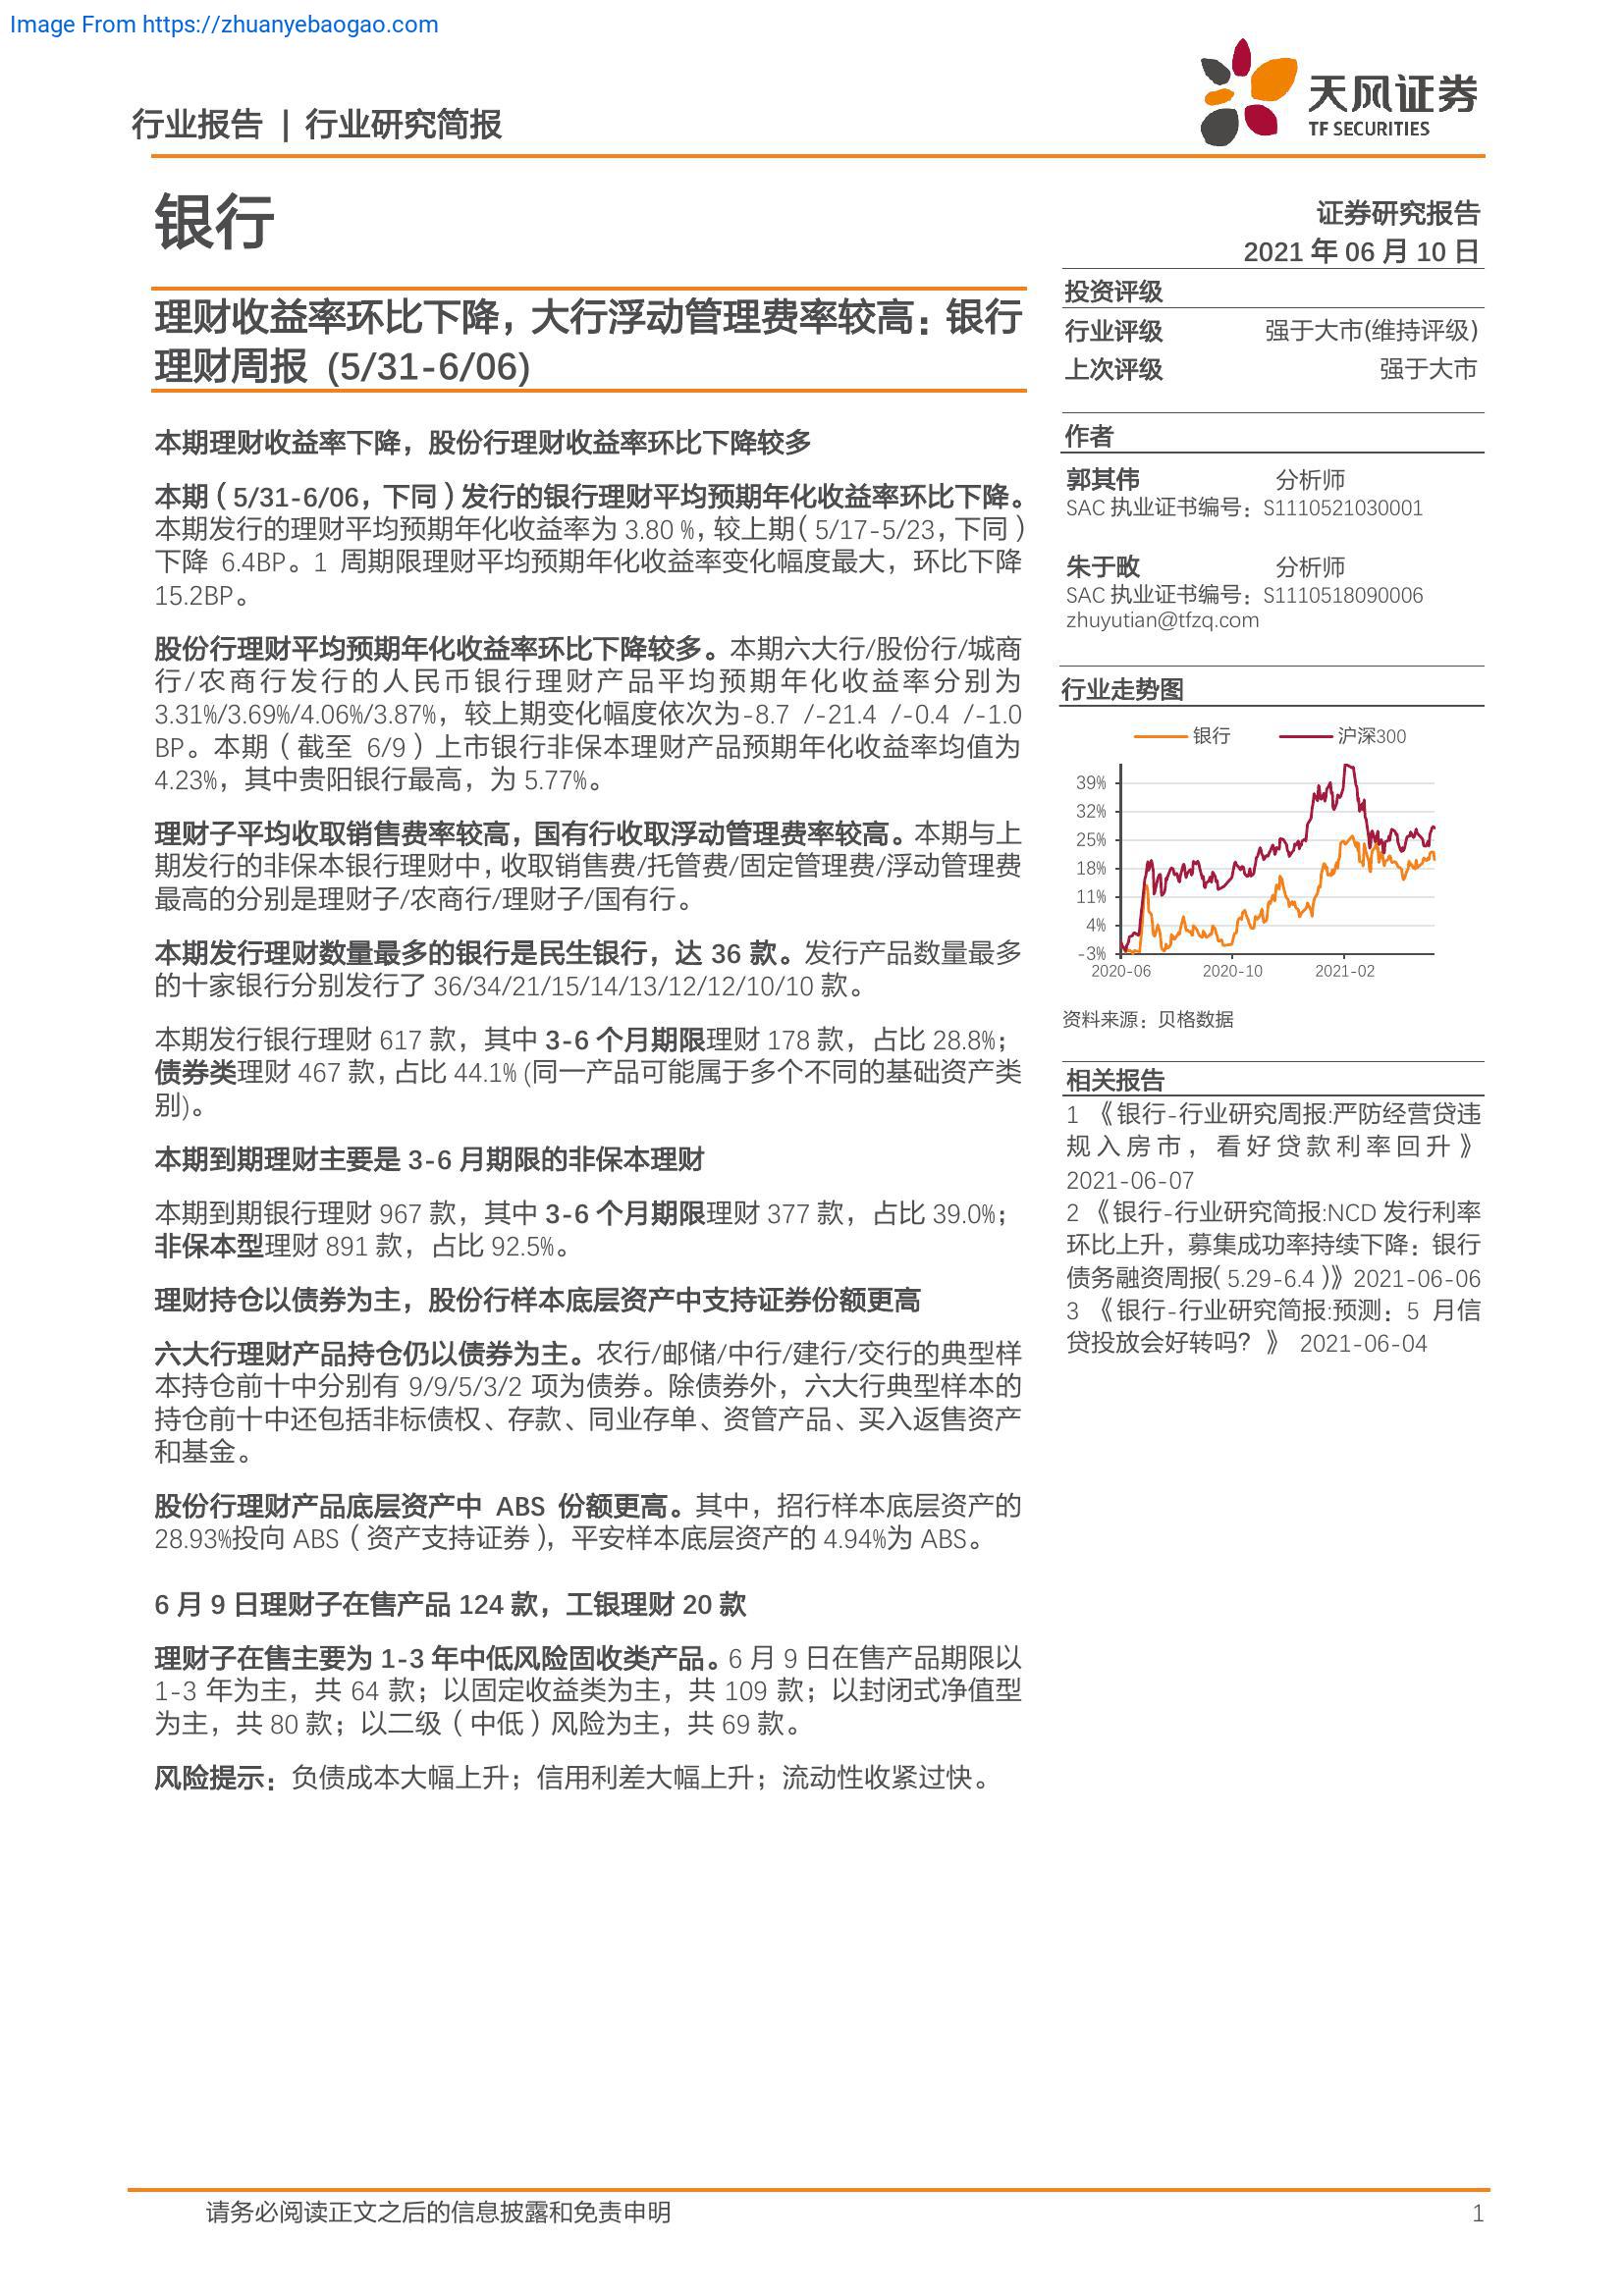 Image From https://zhuanyebaogao.com
行业报告 | 行业研究简报
天风证券
TF SECURITIES
银行
理财收益率环比下降，大行浮动管理费率较高：银行
理财周报 (5/31-6/06)
本期理财收益率下降，股份行理财收益率环比下降较多
本期（5/31-6/06，下同）发行的银行理财平均预期年化收益率环比下降。
本期发行的理财平均预期年化收益率为 3.80 %，较上期（5/17-5/23，下同）
下降 6.4BP。1 周期限理财平均预期年化收益率变化幅度最大，环比下降
15.2BP。
股份行理财平均预期年化收益率环比下降较多。本期六大行/股份行/城商
行/农商行发行的人民币银行理财产品平均预期年化收益率分别为
3.31%/3.69%/4.06%/3.87%，较上期变化幅度依次为-8.7 /-21.4 /-0.4 /-1.0
BP。本期（截至 6/9）上市银行非保本理财产品预期年化收益率均值为
4.23%，其中贵阳银行最高，为 5.77%。
理财子平均收取销售费率较高，国有行收取浮动管理费率较高。本期与上
期发行的非保本银行理财中，收取销售费/托管费/固定管理费/浮动管理费
最高的分别是理财子/农商行/理财子/国有行。
本期发行理财数量最多的银行是民生银行，达 36 款。发行产品数量最多
的十家银行分别发行了 36/34/21/15/14/13/12/12/10/10 款。
本期发行银行理财 617 款，其中 3-6 个月期限理财 178 款，占比 28.8%；
债券类理财 467 款，占比 44.1% (同一产品可能属于多个不同的基础资产类
别)。
本期到期理财主要是 3-6 月期限的非保本理财
本期到期银行理财 967 款，其中 3-6 个月期限理财 377 款，占比 39.0%；
非保本型理财 891 款，占比 92.5%。
理财持仓以债券为主，股份行样本底层资产中支持证券份额更高
六大行理财产品持仓仍以债券为主。农行/邮储/中行/建行/交行的典型样
本持仓前十中分别有 9/9/5/3/2 项为债券。除债券外，六大行典型样本的
持仓前十中还包括非标债权、存款、同业存单、资管产品、买入返售资产
和基金。
股份行理财产品底层资产中 ABS 份额更高。其中，招行样本底层资产的
28.93%投向 ABS（资产支持证券），平安样本底层资产的 4.94%为 ABS。
6 月 9 日理财子在售产品 124 款，工银理财 20 款
理财子在售主要为 1-3 年中低风险固收类产品。6 月 9 日在售产品期限以
1-3 年为主，共 64 款；以固定收益类为主，共 109 款；以封闭式净值型
为主，共 80 款；以二级（中低）风险为主，共 69 款。
风险提示：负债成本大幅上升；信用利差大幅上升；流动性收紧过快。
证券研究报告
2021 年 06 月 10 日
投资评级
行业评级 强于大市(维持评级)
上次评级 强于大市
作者
郭其伟 分析师
SAC 执业证书编号：S1110521030001
朱于畋 分析师
SAC 执业证书编号：S1110518090006
zhuyutian@tfzq.com
行业走势图
银行 沪深300
39%
32%
25%
18%
11%
4%
-3%
2020-06 2020-10 2021-02
资料来源：贝格数据
相关报告
1 《银行-行业研究周报:严防经营贷违
规入房市，看好贷款利率回升》
2021-06-07
2 《银行-行业研究简报:NCD 发行利率
环比上升，募集成功率持续下降：银行
债务融资周报（5.29-6.4）》2021-06-06
3 《银行-行业研究简报:预测：5 月信
贷投放会好转吗？》 2021-06-04
请务必阅读正文之后的信息披露和免责申明 1